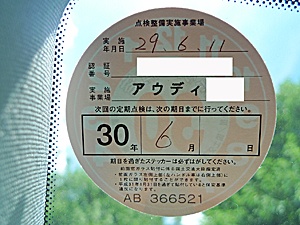 点検整備実施事業場
実施年月日 29. 6. 11
認証番号
実施事業場 アウディ
次回の定期点検は、次の期日までに行ってください。
30年 6月 日
期日を過ぎたステッカーは必ずはがしてください。
AB 366521